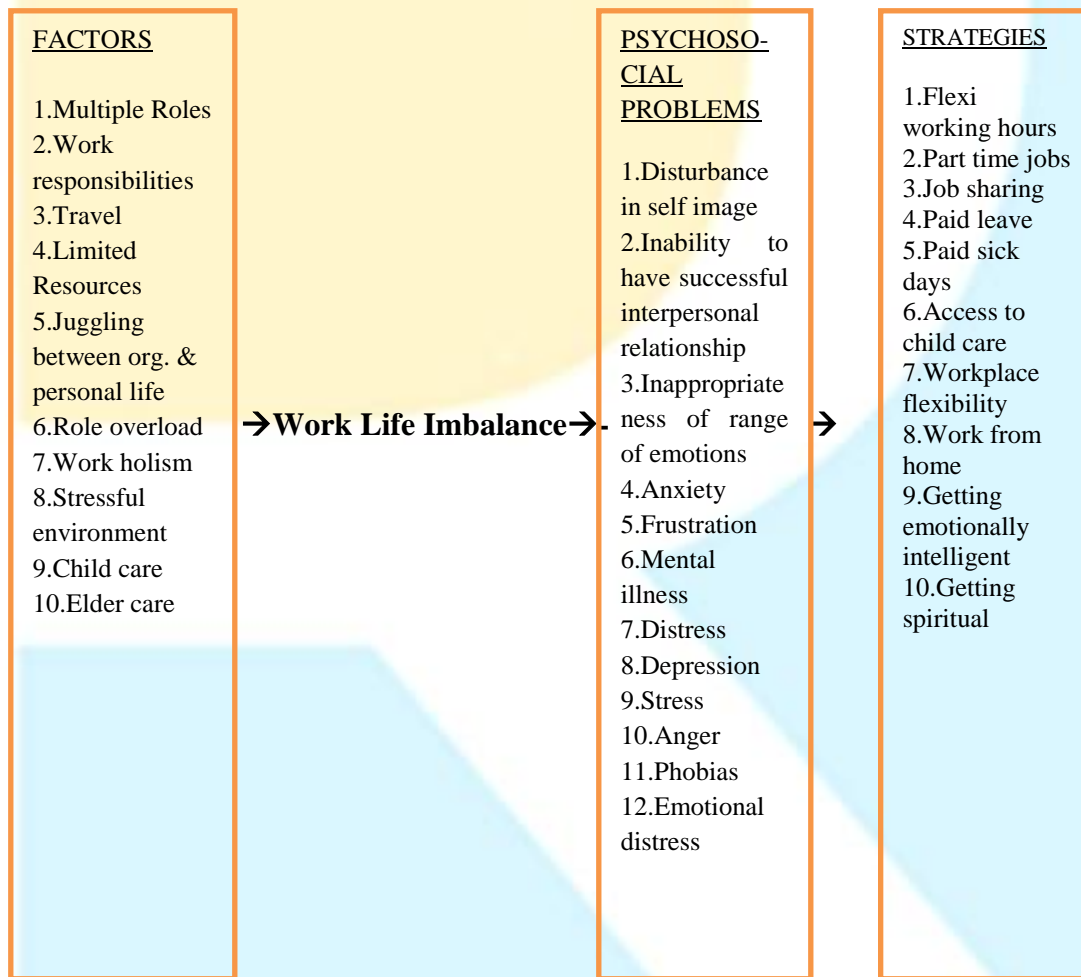 FACTORS
1.Multiple Roles
2.Work
responsibilities
3.Travel
4.Limited
Resources
5.Juggling
between org. &
personal life
6.Role overload
7.Work holism
8.Stressful
environment
9.Child care
10.Elder care
→Work Life Imbalance→-
PSYCHOSO-
CIAL
PROBLEMS
1.Disturbance
in self image
2.Inability to
have successful
interpersonal
relationship
3.Inappropriate
ness of range
of emotions
4.Anxiety
5.Frustration
6.Mental
illness
7.Distress
8.Depression
9.Stress
10.Anger
11.Phobias
12.Emotional
distress
→
STRATEGIES
1.Flexi
working hours
2.Part time jobs
3.Job sharing
4.Paid leave
5.Paid sick
days
6.Access to
child care
7.Workplace
flexibility
8.Work from
home
9.Getting
emotionally
intelligent
10.Getting
spiritual